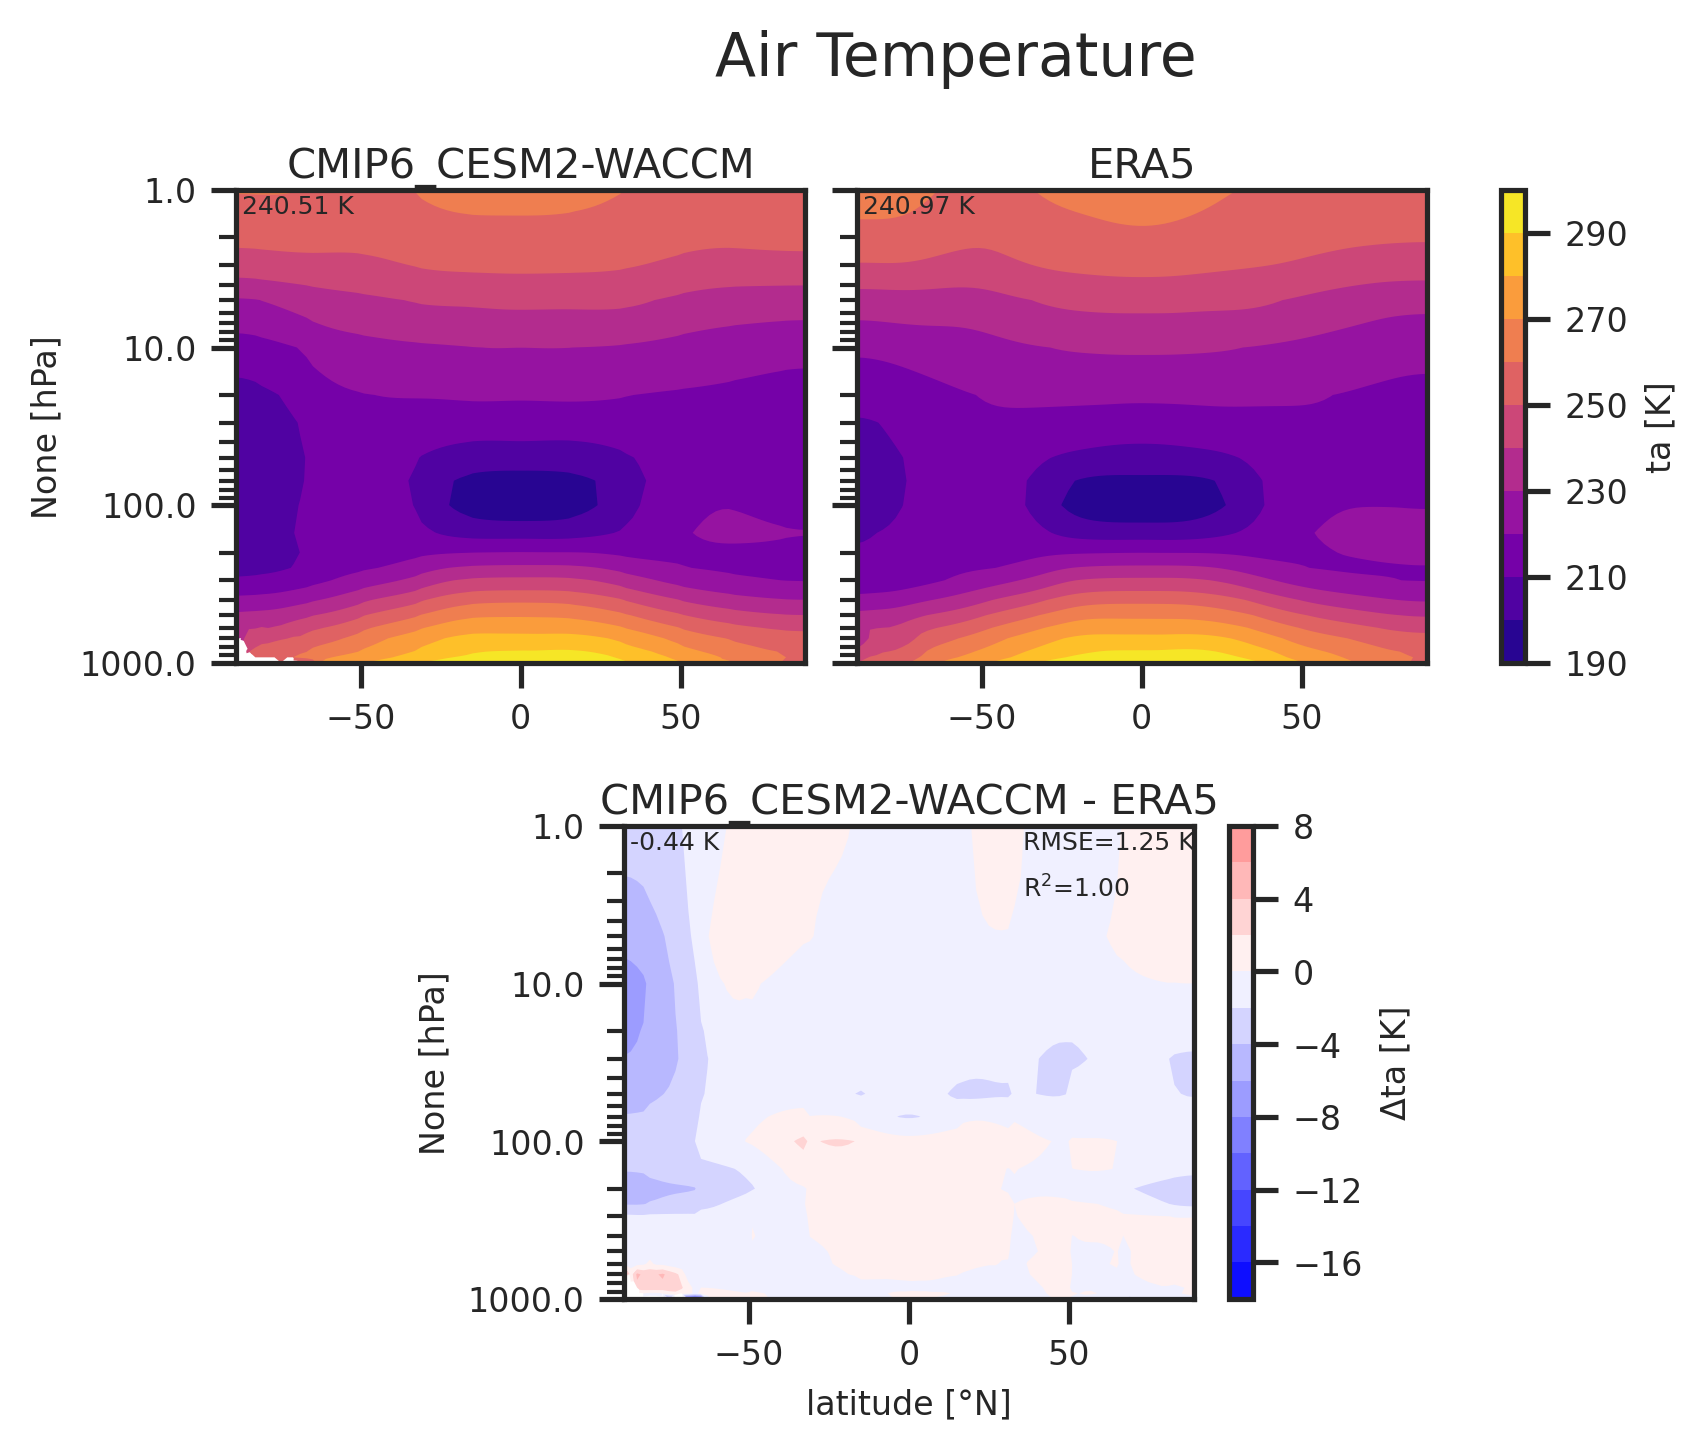 Air Temperature
CMIP6_CESM2-WACCM
ERA5
240.51 K
240.97 K
1.0
10.0
100.0
1000.0
None [hPa]
−50
0
50
−50
0
50
290
270
250
230
210
190
ta [K]
CMIP6_CESM2-WACCM - ERA5
-0.44 K
RMSE=1.25 K
R²=1.00
1.0
10.0
100.0
1000.0
None [hPa]
−50
0
50
latitude [°N]
8
4
0
−4
−8
−12
−16
Δta [K]